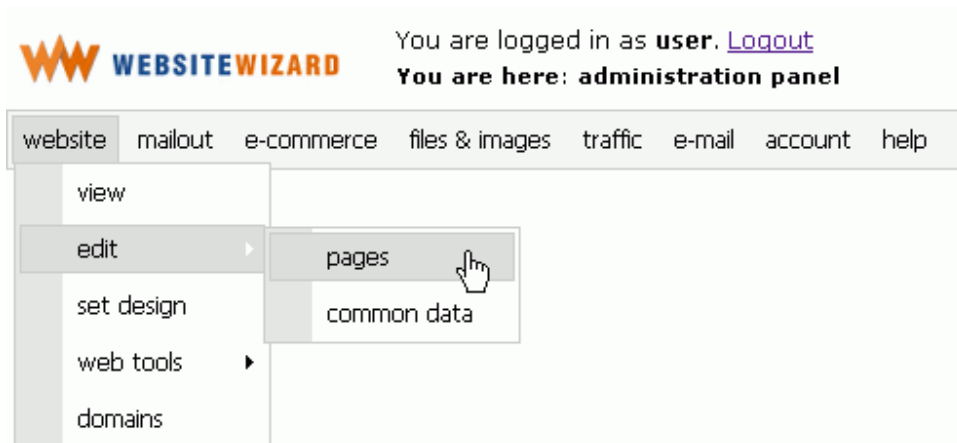 You are logged in as user. Logout
WEBSITEWIZARD
You are here: administration panel
website mailout e-commerce files & images traffic e-mail account help
view
edit
pages
set design
common data
web tools
domains